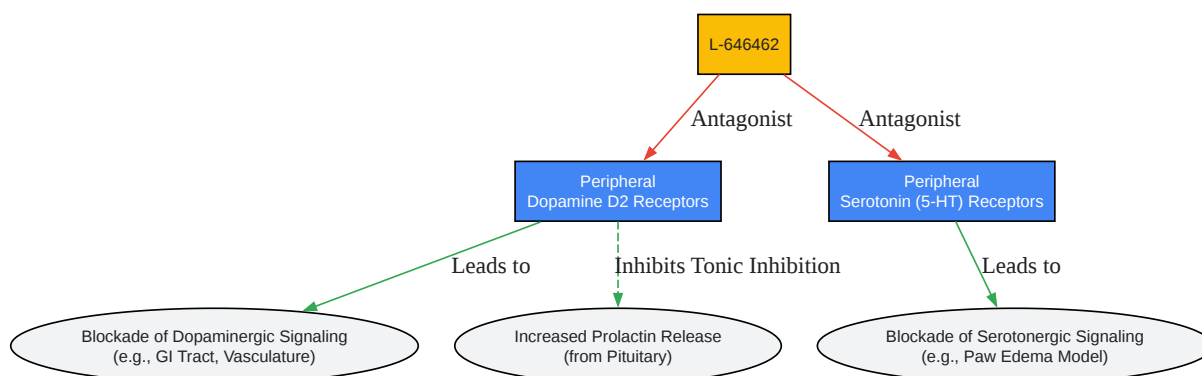 L-646462
Antagonist
Antagonist
Peripheral
Dopamine D2 Receptors
Peripheral
Serotonin (5-HT) Receptors
Leads to
Inhibits Tonic Inhibition
Leads to
Blockade of Dopaminergic Signaling
(e.g., GI Tract, Vasculature)
Increased Prolactin Release
(from Pituitary)
Blockade of Serotonergic Signaling
(e.g., Paw Edema Model)